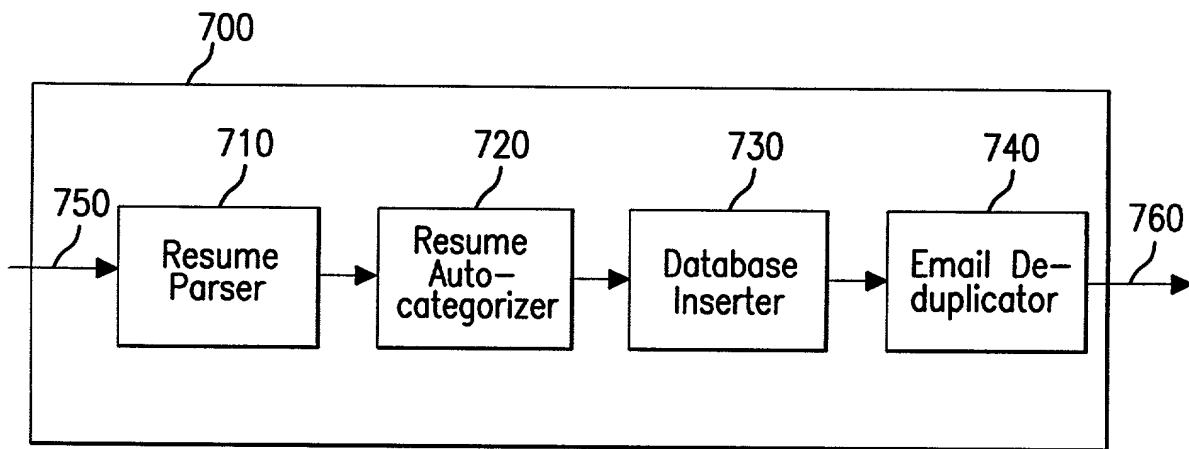 700
710
720
730
740
750
760
Resume
Parser
Resume
Auto-
categorizer
Database
Inserter
Email De-
duplicator